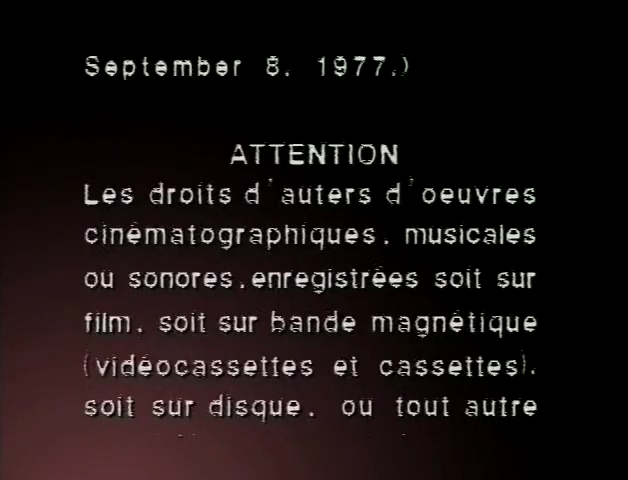 September 8, 1977.)
ATTENTION
Les droits d'auters d'oeuvres
cinématographiques, musicales
ou sonores, enregistrées soit sur
film, soit sur bande magnétique
(vidéocassettes et cassettes),
soit sur disque, ou tout autre